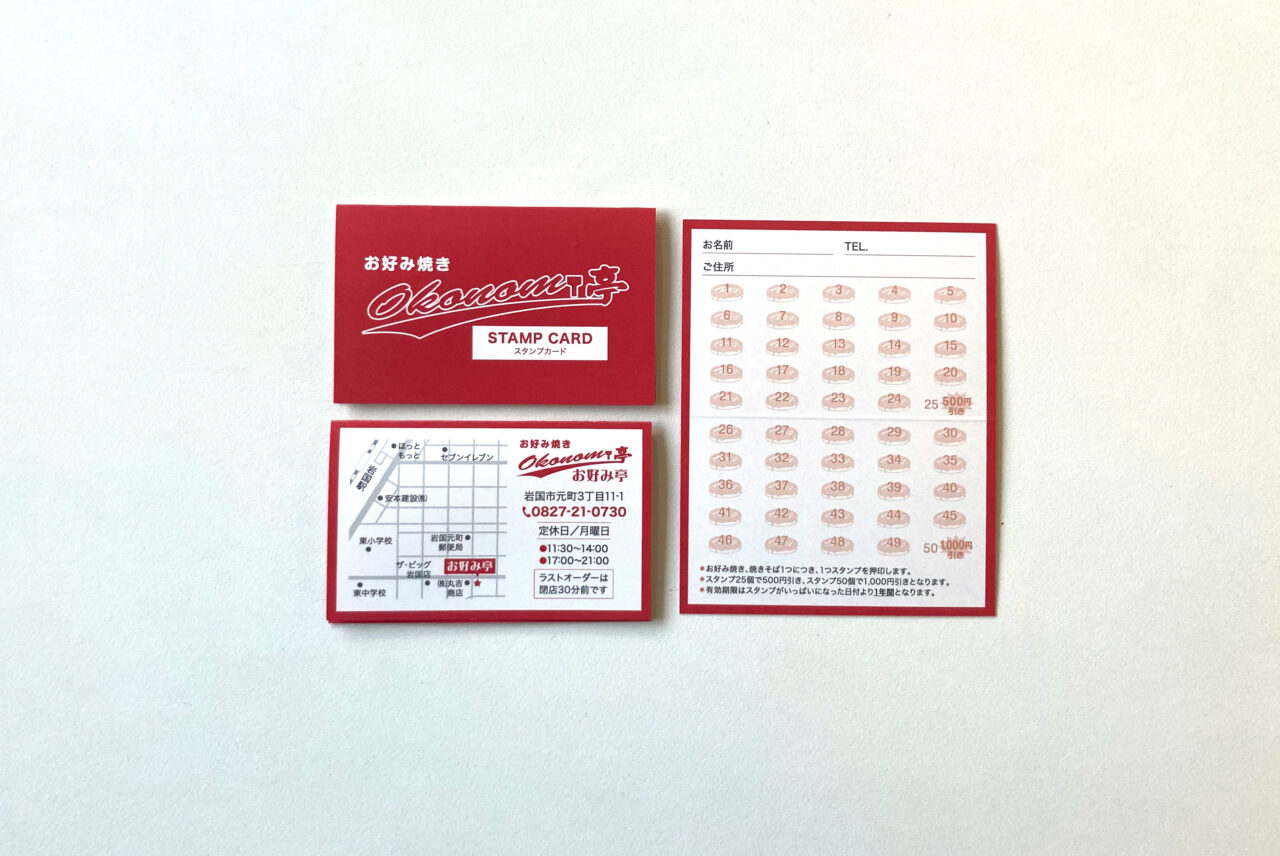 お好み焼き
OkonomT亭
STAMP CARD
スタンプカード
ほっと
もっと
セブンイレブン
岩国駅
安本建設㈱
東小学校
岩国元町
郵便局
ザ・ビッグ
岩国店
お好み亭
㈱丸吉
商店
東中学校
お好み焼き
OkonomT亭
お好み亭
岩国市元町3丁目11-1
0827-21-0730
定休日／月曜日
●11:30〜14:00
●17:00〜21:00
ラストオーダーは
閉店30分前です
お名前 TEL.
ご住所
1 2 3 4 5
6 7 8 9 10
11 12 13 14 15
16 17 18 19 20
21 22 23 24 25 500円引き
26 27 28 29 30
31 32 33 34 35
36 37 38 39 40
41 42 43 44 45
46 47 48 49 50 1,000円引き
＊お好み焼き、焼きそば1つにつき、1つスタンプを押印します。
＊スタンプ25個で500円引き、スタンプ50個で1,000円引きとなります。
＊有効期限はスタンプがいっぱいになった日付より1年間となります。